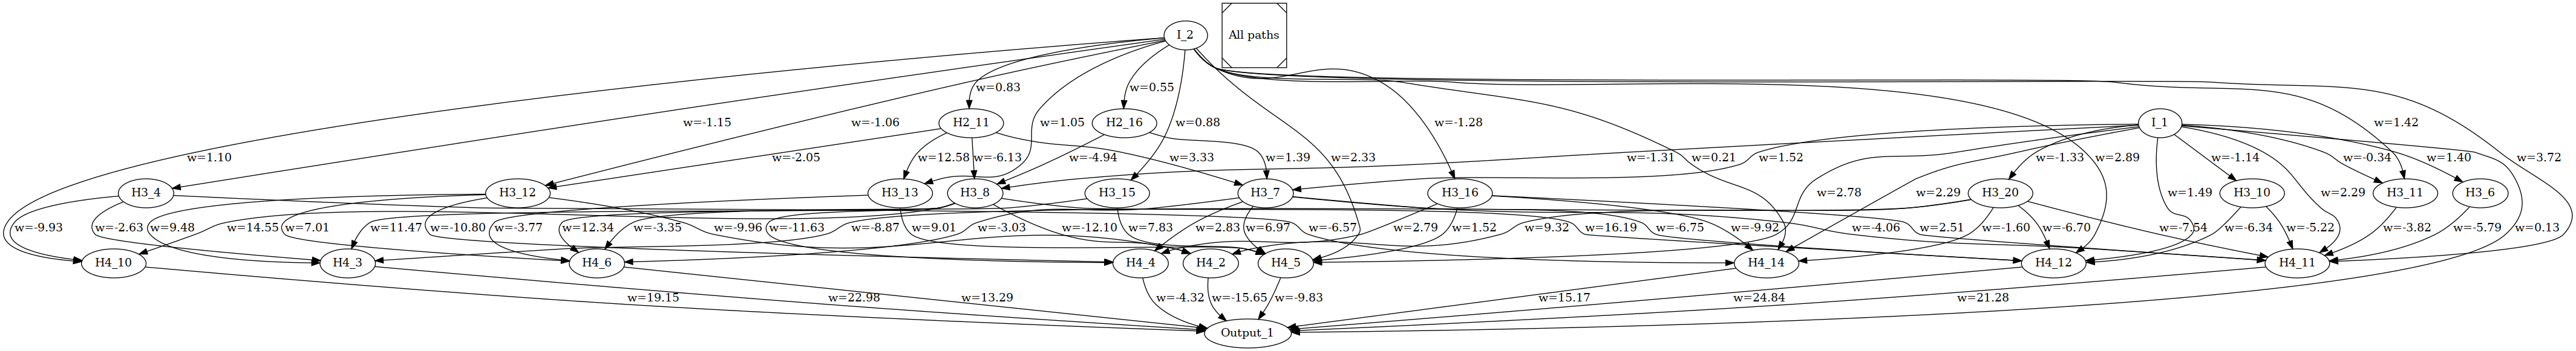 I_2
All paths
w=0.83
w=0.55
w=-1.15
w=-1.06
H2_11
w=1.05
H2_16
w=0.88
w=-1.28
I_1
w=1.42
w=1.10
w=-2.05
w=12.58
w=-6.13
w=-4.94
w=3.33
w=1.39
w=2.33
w=-1.31
w=0.21
w=1.52
w=-1.33
w=2.89
w=-1.14
w=-0.34
w=1.40
w=3.72
H3_4
H3_12
H3_13
H3_8
H3_15
H3_7
H3_16
w=2.78
w=2.29
H3_20
w=1.49
H3_10
w=2.29
H3_11
H3_6
w=-9.93
w=-2.63
w=9.48
w=14.55
w=7.01
w=11.47
w=-10.80
w=-3.77
w=12.34
w=-3.35
w=-9.96
w=-11.63
w=-8.87
w=9.01
w=-3.03
w=-12.10
w=7.83
w=2.83
w=6.97
w=-6.57
w=2.79
w=1.52
w=9.32
w=16.19
w=-6.75
w=-9.92
w=-4.06
w=2.51
w=-1.60
w=-6.70
w=-7.54
w=-6.34
w=-5.22
w=-3.82
w=-5.79
w=0.13
H4_10
H4_3
H4_6
H4_4
H4_2
H4_5
H4_14
H4_12
H4_11
w=19.15
w=22.98
w=13.29
w=-4.32
w=-15.65
w=-9.83
w=15.17
w=24.84
w=21.28
Output_1